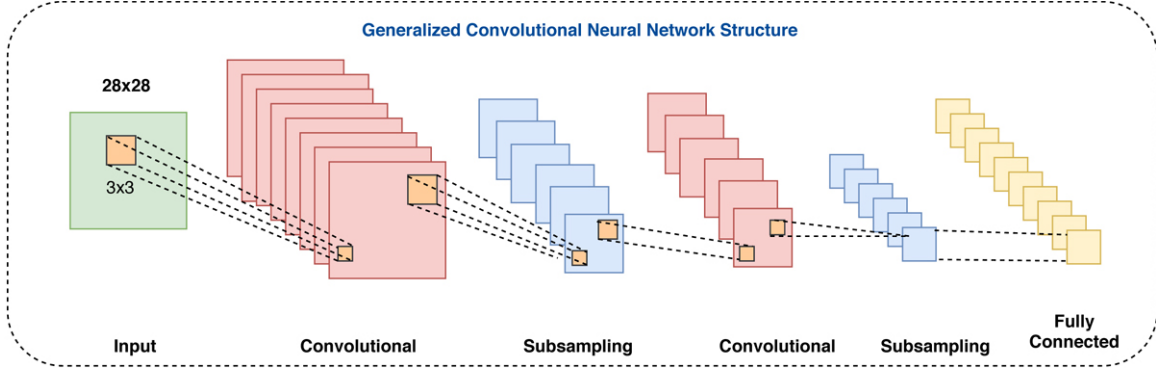 Generalized Convolutional Neural Network Structure
28x28
3x3
Input
Convolutional
Subsampling
Convolutional
Subsampling
Fully
Connected